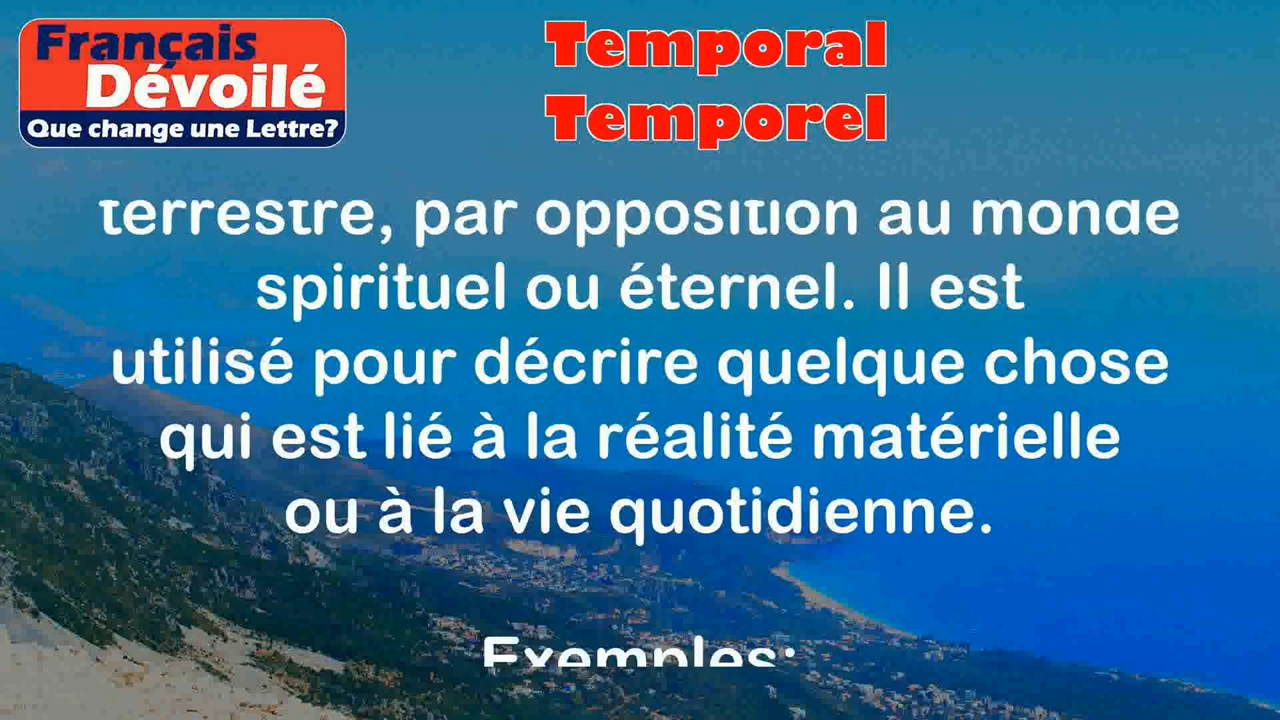 Français
Dévoilé
Que change une Lettre?
Temporal
Temporel
terrestre, par opposition au monde
spirituel ou éternel. Il est
utilisé pour décrire quelque chose
qui est lié à la réalité matérielle
ou à la vie quotidienne.
Exemples: